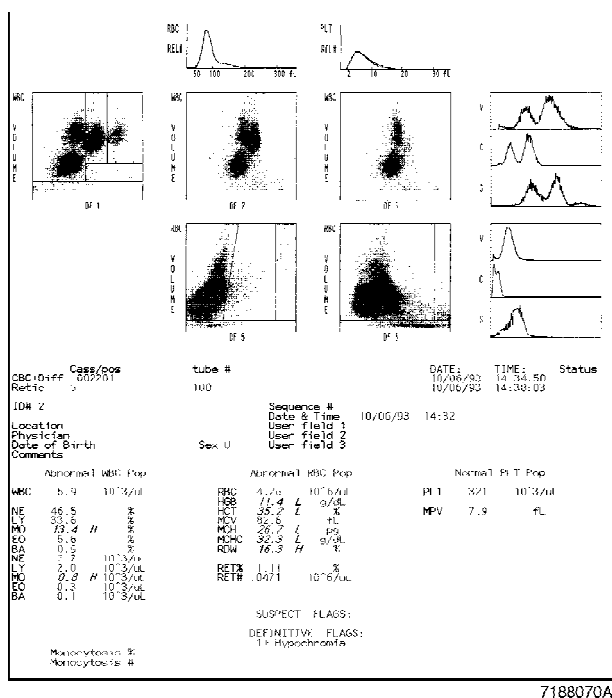 RBC
REL#
50 100 200 300 fL
PLT
REL#
2 10 20 30 fL
WBC
VOLUME
DF 1
WBC
VOLUME
DF 2
WBC
VOLUME
DF 3
V
C
S
RBC
VOLUME
DF 5
RBC
VOLUME
V
C
S
Cass/pos tube # DATE: TIME: Status
CBC+Diff 002201 10/06/93 14:34:50
Retic 10/06/93 14:38:03
ID# 2 Sequence #
Date & Time 10/06/93 14:32
Location User field 1
Physician User field 2
Date of Birth Sex U User field 3
Comments
Abnormal WBC Pop Abnormal RBC Pop Normal PLT Pop
WBC 5.9 10^3/uL RBC 10^6/uL PLT 321 10^3/uL
HGB 11.4 L g/dL
NE 46.5 % HCT 35.2 L % MPV 7.9 fL
LY 33.6 % MCV 82.6 fL
MO 13.4 H % MCH 26.7 L pg
EO 5.6 % MCHC 32.3 L g/dL
BA 0.9 % RDW 16.3 H %
NE 2.7 10^3/uL
LY 2.0 10^3/uL RET% 1.11 %
MO 0.8 H 10^3/uL RET# .0471 10^6/uL
EO 0.3 10^3/uL
BA 0.1 10^3/uL
SUSPECT FLAGS:
DEFINITIVE FLAGS:
1+ Hypochromia
Monocytosis %
Monocytosis #
7188070A